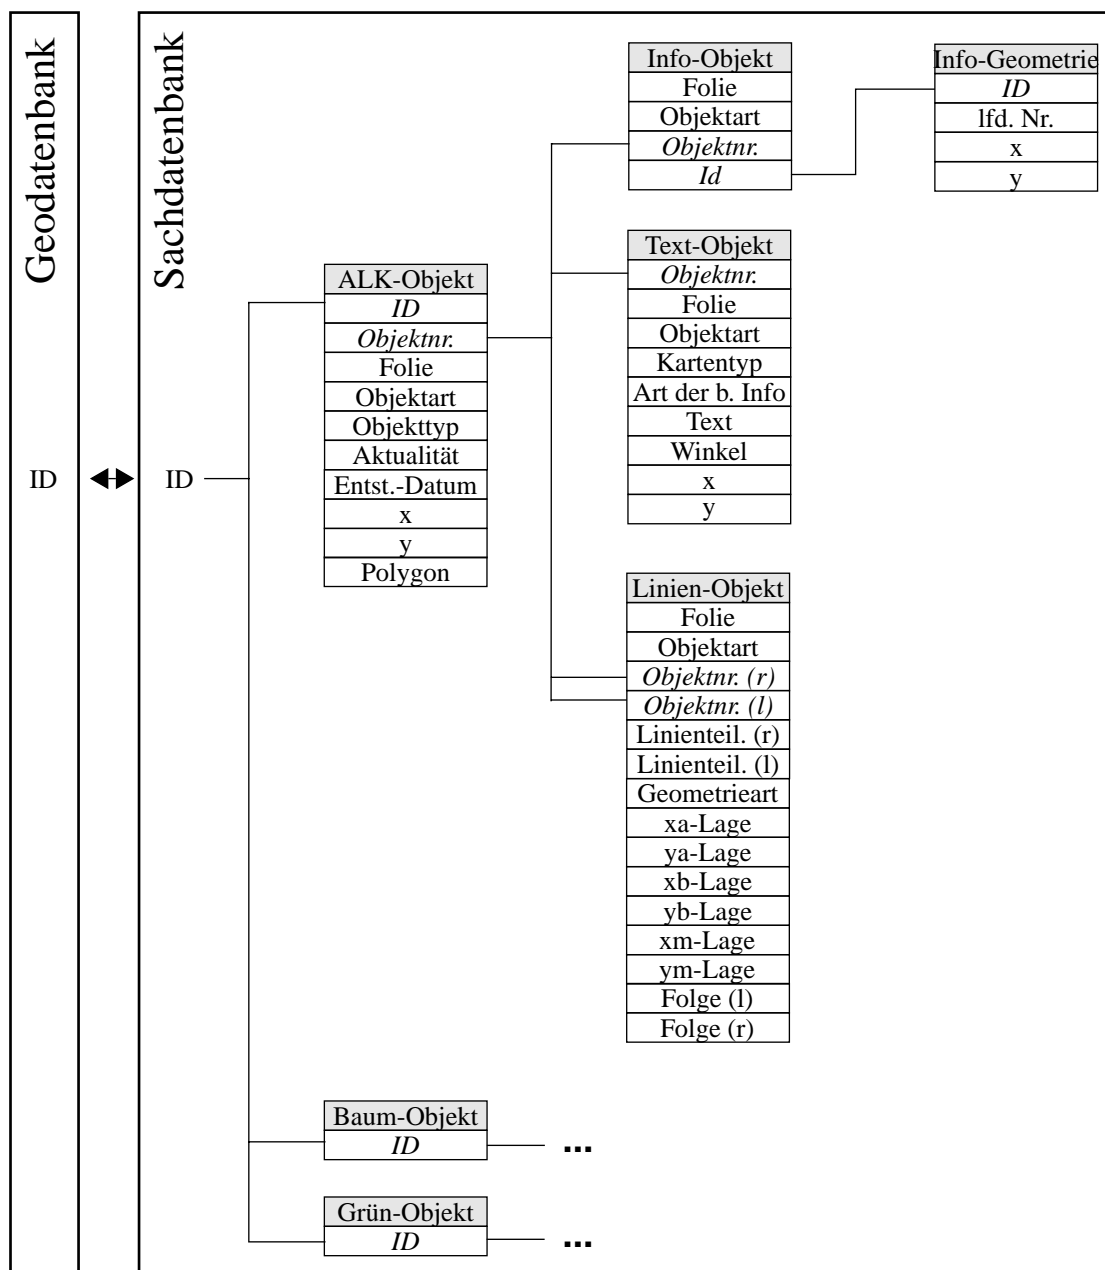 Geodatenbank
ID
Sachdatenbank
ID
ALK-Objekt
ID
Objektnr.
Folie
Objektart
Objekttyp
Aktualität
Entst.-Datum
x
y
Polygon
Baum-Objekt
ID
...
Grün-Objekt
ID
...
Info-Objekt
Folie
Objektart
Objektnr.
Id
Info-Geometrie
ID
lfd. Nr.
x
y
Text-Objekt
Objektnr.
Folie
Objektart
Kartentyp
Art der b. Info
Text
Winkel
x
y
Linien-Objekt
Folie
Objektart
Objektnr. (r)
Objektnr. (l)
Linienteil. (r)
Linienteil. (l)
Geometrieart
xa-Lage
ya-Lage
xb-Lage
yb-Lage
xm-Lage
ym-Lage
Folge (l)
Folge (r)